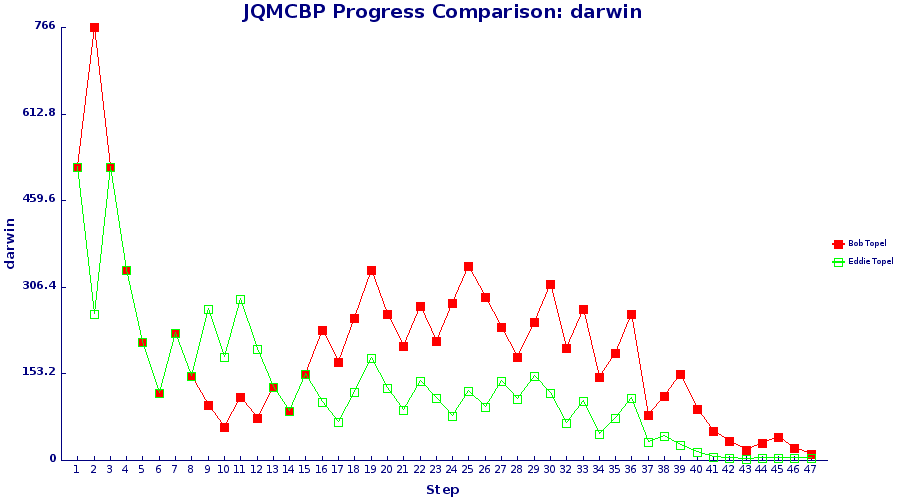 JQMCBP Progress Comparison: darwin
766
612.8
459.6
306.4
153.2
0
darwin
1 2 3 4 5 6 7 8 9 10 11 12 13 14 15 16 17 18 19 20 21 22 23 24 25 26 27 28 29 30 32 33 34 35 36 37 38 39 40 41 42 43 44 45 46 47
Step
Bob Topel
Eddie Topel